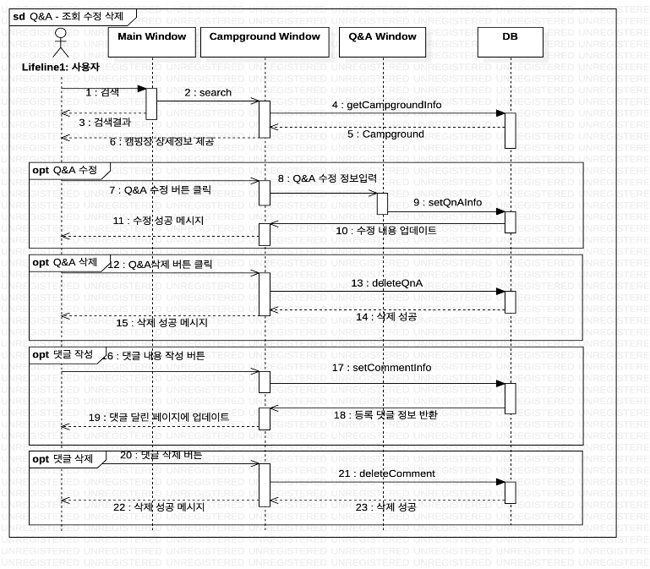 sd Q&A - 조회 수정 삭제
Main Window
Campground Window
Q&A Window
DB
Lifeline1: 사용자
1 : 검색
2 : search
3 : 검색결과
4 : getCampgroundInfo
5 : Campground
6 : 캠핑장 상세정보 제공
opt Q&A 수정
7 : Q&A 수정 버튼 클릭
8 : Q&A 수정 정보입력
9 : setQnAInfo
10 : 수정 내용 업데이트
11 : 수정 성공 메시지
opt Q&A 삭제
12 : Q&A삭제 버튼 클릭
13 : deleteQnA
14 : 삭제 성공
15 : 삭제 성공 메시지
opt 댓글 작성
16 : 댓글 내용 작성 버튼
17 : setCommentInfo
18 : 등록 댓글 정보 반환
19 : 댓글 달린 페이지에 업데이트
opt 댓글 삭제
20 : 댓글 삭제 버튼
21 : deleteComment
22 : 삭제 성공 메시지
23 : 삭제 성공
UNREGISTERED UNREGISTERED UNREGISTERED UNREGISTERED UNREGISTERED UNREGISTERED UNREGISTERED